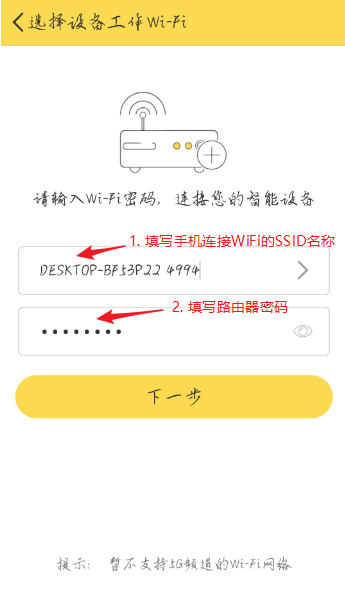 选择设备工作Wi-Fi
请输入Wi-Fi密码，连接您的智能设备
1. 填写手机连接WiFi的SSID名称
DESKTOP-BF53P22 4994
2. 填写路由器密码
••••••••
下一步
提示： 暂不支持5G频道的Wi-Fi网络